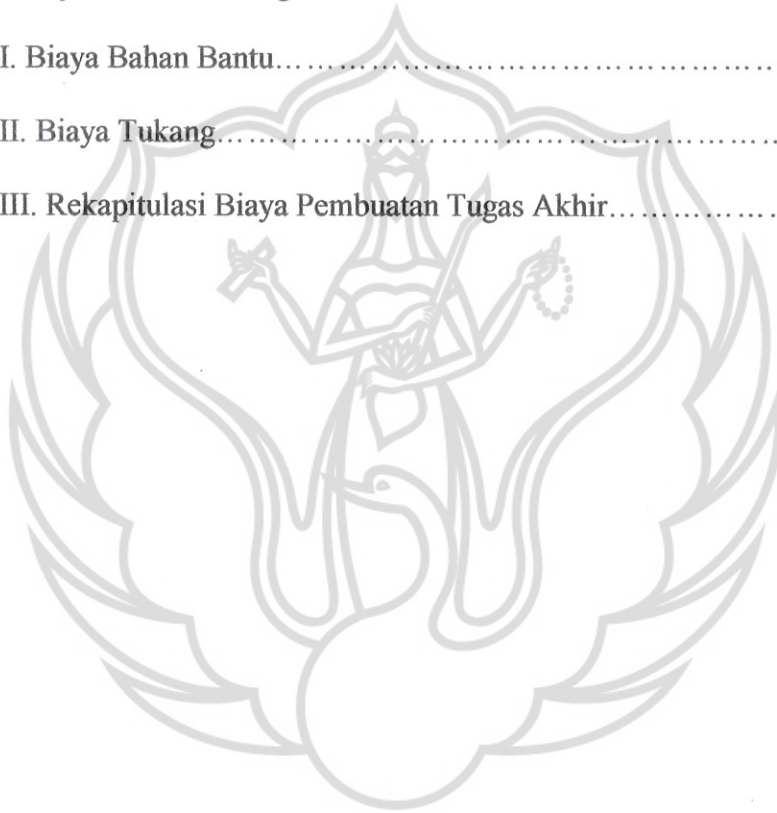 I. Biaya Bahan Bantu……………………………………………
II. Biaya Tukang…………………………………………………
III. Rekapitulasi Biaya Pembuatan Tugas Akhir………………